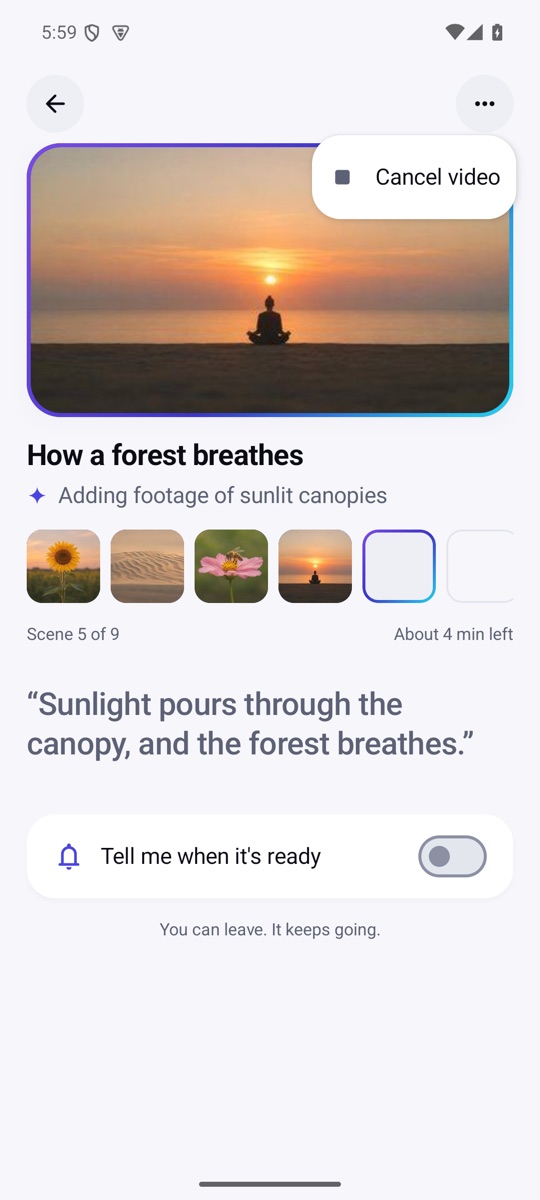 5:59
Cancel video
How a forest breathes
Adding footage of sunlit canopies
Scene 5 of 9
About 4 min left
“Sunlight pours through the
canopy, and the forest breathes.”
Tell me when it's ready
You can leave. It keeps going.